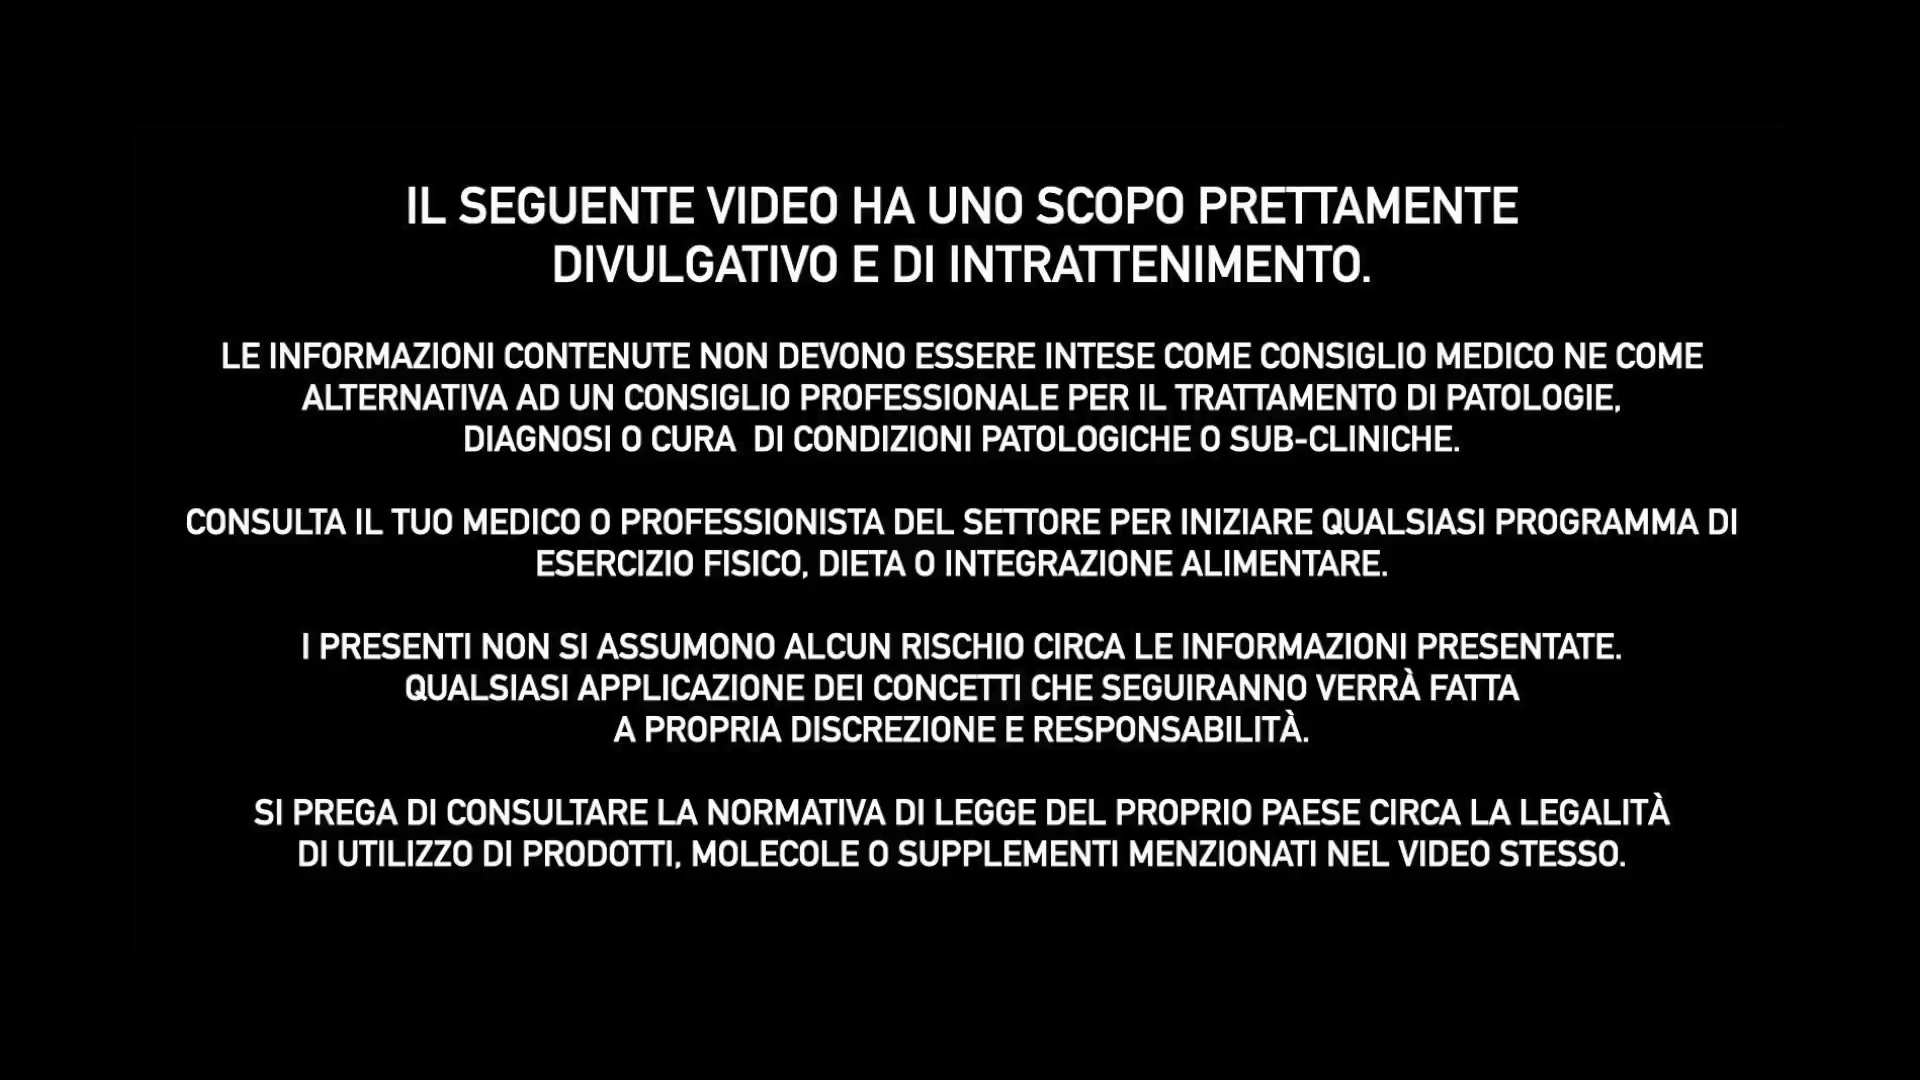 IL SEGUENTE VIDEO HA UNO SCOPO PRETTAMENTE
DIVULGATIVO E DI INTRATTENIMENTO.
LE INFORMAZIONI CONTENUTE NON DEVONO ESSERE INTESE COME CONSIGLIO MEDICO NE COME
ALTERNATIVA AD UN CONSIGLIO PROFESSIONALE PER IL TRATTAMENTO DI PATOLOGIE,
DIAGNOSI O CURA  DI CONDIZIONI PATOLOGICHE O SUB-CLINICHE.
CONSULTA IL TUO MEDICO O PROFESSIONISTA DEL SETTORE PER INIZIARE QUALSIASI PROGRAMMA DI
ESERCIZIO FISICO, DIETA O INTEGRAZIONE ALIMENTARE.
I PRESENTI NON SI ASSUMONO ALCUN RISCHIO CIRCA LE INFORMAZIONI PRESENTATE.
QUALSIASI APPLICAZIONE DEI CONCETTI CHE SEGUIRANNO VERRÀ FATTA
A PROPRIA DISCREZIONE E RESPONSABILITÀ.
SI PREGA DI CONSULTARE LA NORMATIVA DI LEGGE DEL PROPRIO PAESE CIRCA LA LEGALITÀ
DI UTILIZZO DI PRODOTTI, MOLECOLE O SUPPLEMENTI MENZIONATI NEL VIDEO STESSO.